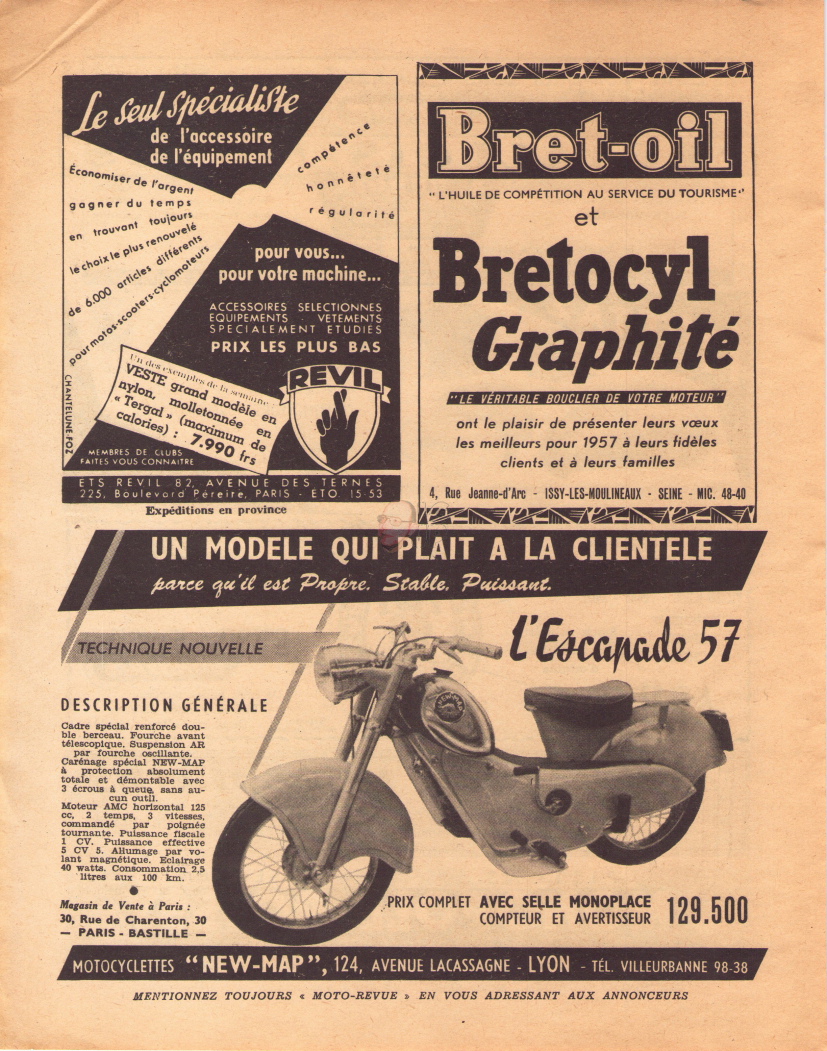 Le Seul Spécialiste
de l'accessoire
de l'équipement
Économiser de l'argent
gagner du temps
en trouvant toujours
le choix le plus renouvelé
de 6.000 articles différents
pour motos-scooters-cyclomoteurs
compétence
honnêteté
régularité
pour vous...
pour votre machine...
ACCESSOIRES SELECTIONNES
EQUIPEMENTS - VETEMENTS
SPECIALEMENT ETUDIES
PRIX LES PLUS BAS
Un des exemples de la semaine
VESTE grand modèle en
nylon, molletonnée en
« Tergal » (maximum de
calories) : 7.990 frs
REVIL
CHANTELUNE-POZ
MEMBRES DE CLUBS
FAITES VOUS CONNAITRE
ETS REVIL 82, AVENUE DES TERNES
225, Boulevard Péreire, PARIS - ETO. 15-53
Expéditions en province
Bret-oil
"L'HUILE DE COMPÉTITION AU SERVICE DU TOURISME"
et
Bretocyl
Graphité
"LE VÉRITABLE BOUCLIER DE VOTRE MOTEUR"
ont le plaisir de présenter leurs vœux
les meilleurs pour 1957 à leurs fidèles
clients et à leurs familles
4, Rue Jeanne-d'Arc - ISSY-LES-MOULINEAUX - SEINE - MIC. 48-40
UN MODELE QUI PLAIT A LA CLIENTELE
parce qu'il est Propre. Stable. Puissant.
TECHNIQUE NOUVELLE
l'Escapade 57
DESCRIPTION GÉNÉRALE
Cadre spécial renforcé dou-
ble berceau. Fourche avant
télescopique. Suspension AR
par fourche oscillante.
Carénage spécial NEW-MAP
à protection absolument
totale et démontable avec
3 écrous à queue, sans au-
cun outil.
Moteur AMC horizontal 125
cc, 2 temps, 3 vitesses,
commandé par poignée
tournante. Puissance fiscale
1 CV. Puissance effective
5 CV 5. Allumage par vo-
lant magnétique. Eclairage
40 watts. Consommation 2,5
litres aux 100 km.
Magasin de Vente à Paris :
30, Rue de Charenton, 30
— PARIS - BASTILLE —
PRIX COMPLET AVEC SELLE MONOPLACE
COMPTEUR ET AVERTISSEUR
129.500
MOTOCYCLETTES "NEW-MAP", 124, AVENUE LACASSAGNE - LYON - TÉL. VILLEURBANNE 98-38
MENTIONNEZ TOUJOURS « MOTO-REVUE » EN VOUS ADRESSANT AUX ANNONCEURS